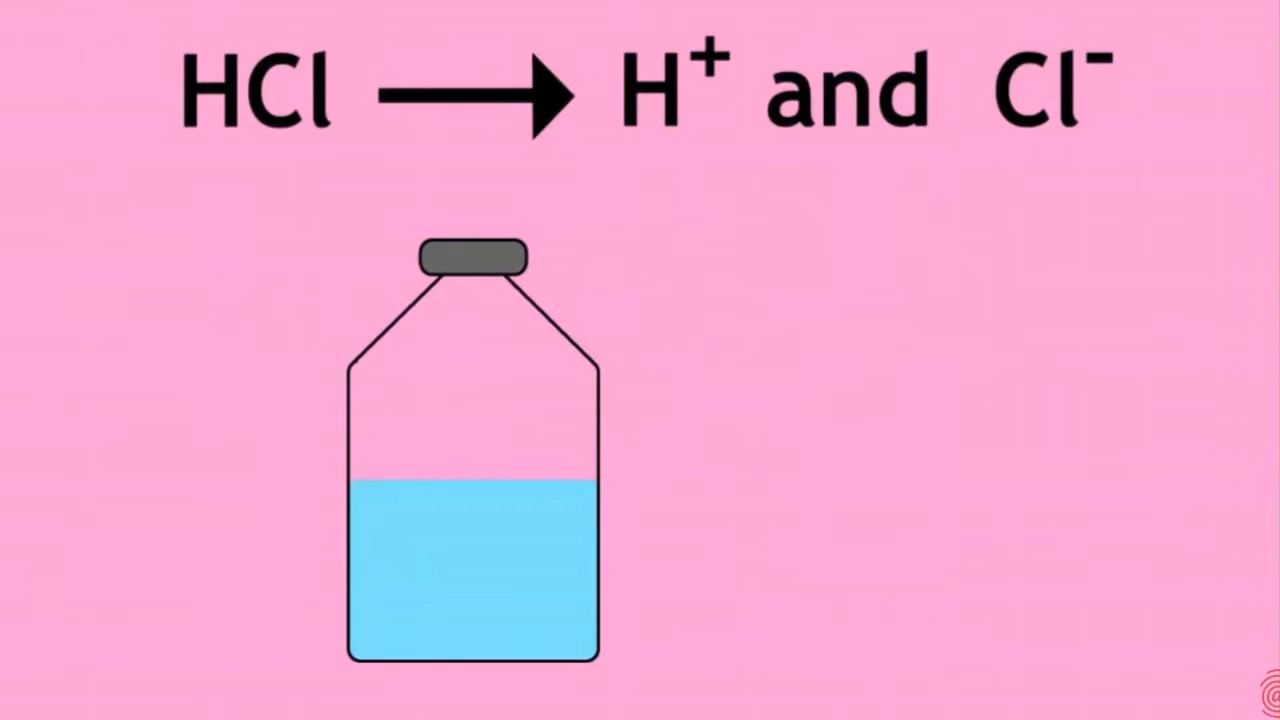 HCl → H⁺ and Cl⁻